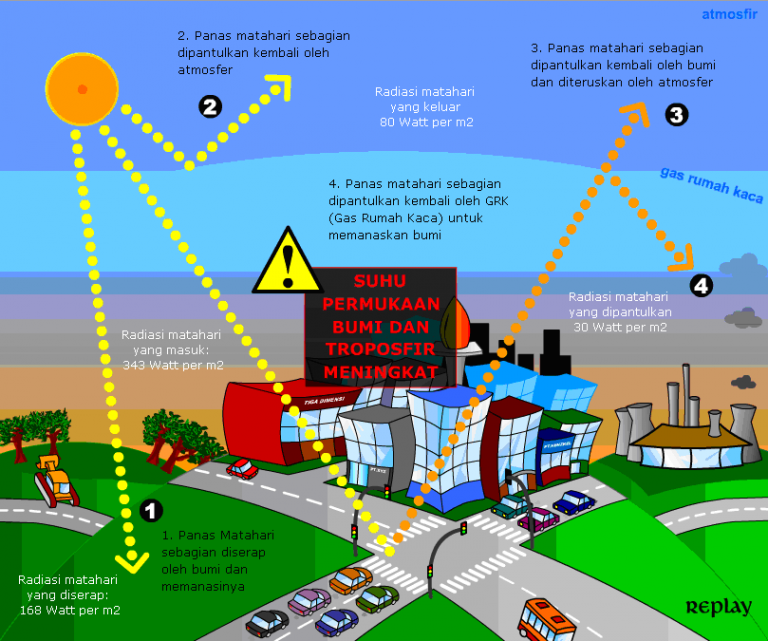 atmosfir
2. Panas matahari sebagian
dipantulkan kembali oleh
atmosfer
2
Radiasi matahari
yang keluar
80 Watt per m2
3. Panas matahari sebagian
dipantulkan kembali oleh bumi
dan diteruskan oleh atmosfer
3
gas rumah kaca
4. Panas matahari sebagian
dipantulkan kembali oleh GRK
(Gas Rumah Kaca) untuk
memanaskan bumi
!
SUHU
PERMUKAAN
BUMI DAN
TROPOSFIR
MENINGKAT
4
Radiasi matahari
yang dipantulkan
30 Watt per m2
Radiasi matahari
yang masuk:
343 Watt per m2
TIGA DIMENSI
1
1. Panas Matahari
sebagian diserap
oleh bumi dan
memanasinya
Radiasi matahari
yang diserap:
168 Watt per m2
Replay